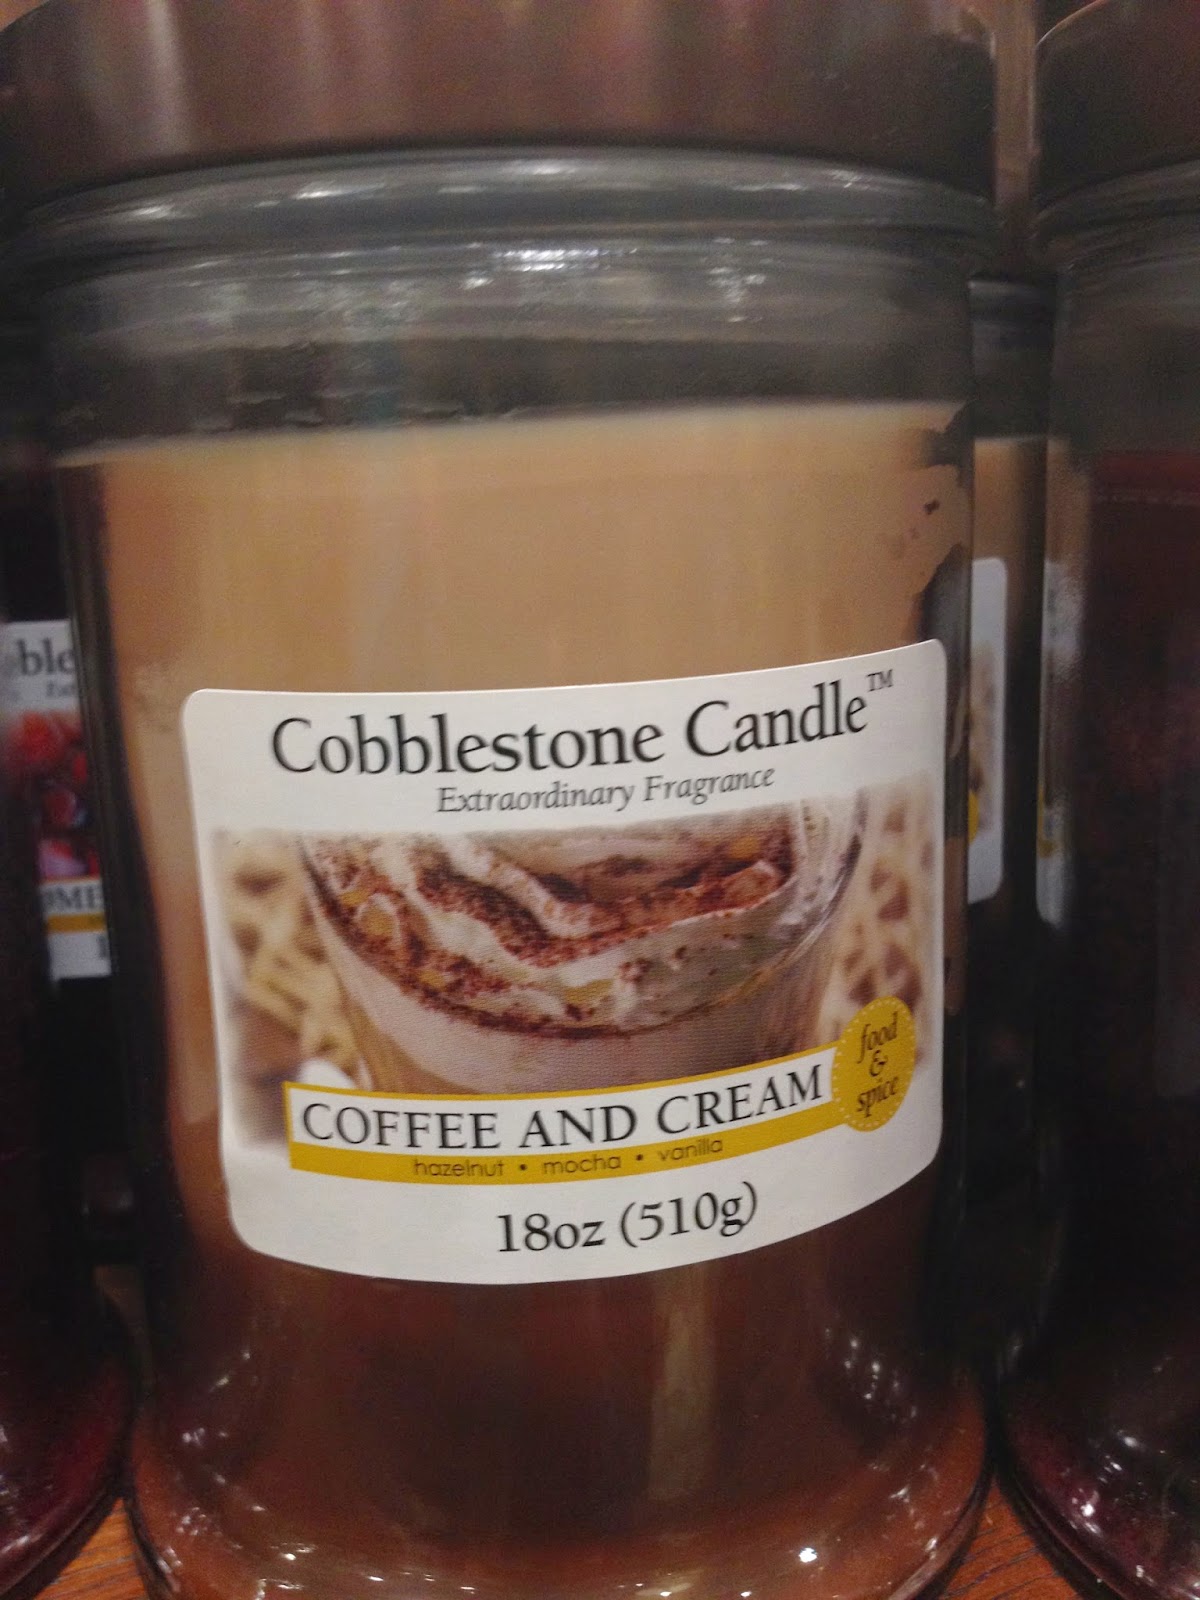 Cobblestone Candle™
Extraordinary Fragrance
food
&
spice
COFFEE AND CREAM
hazelnut • mocha • vanilla
18oz (510g)